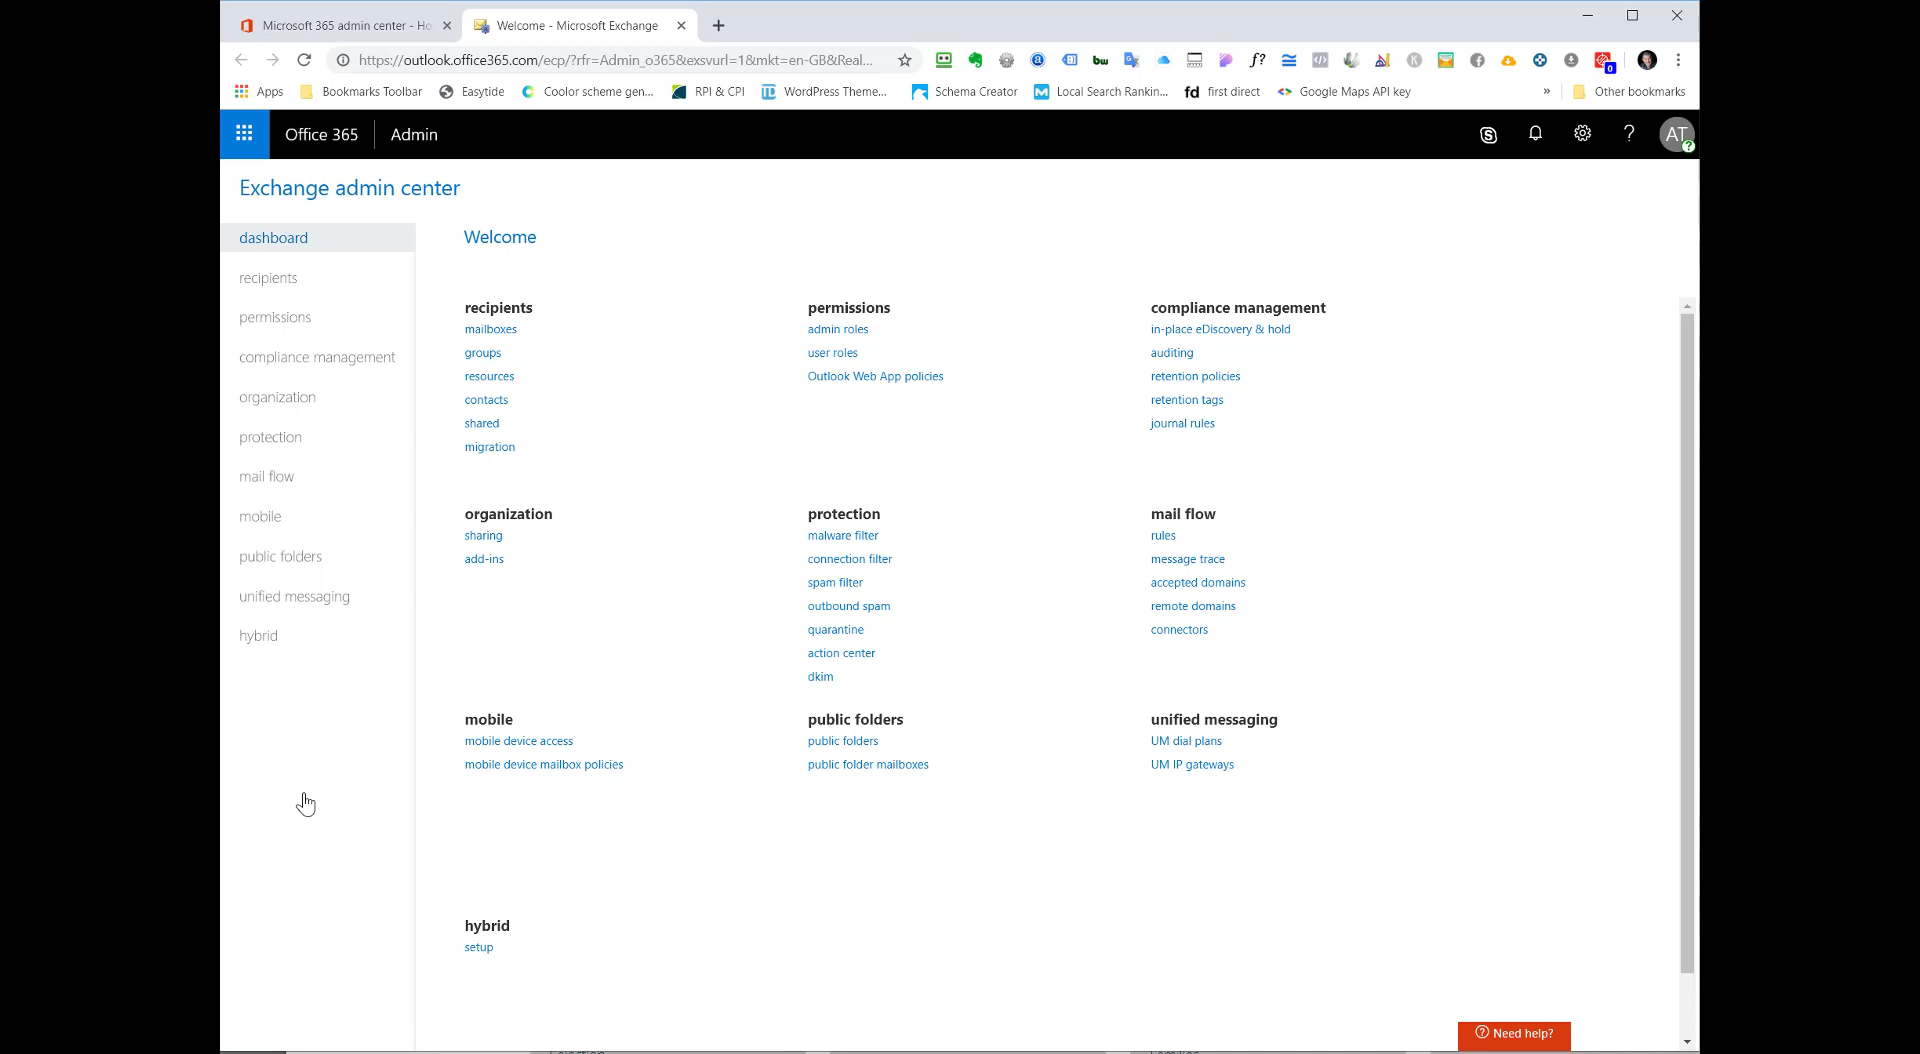 Microsoft 365 admin center - Ho
Welcome - Microsoft Exchange
https://outlook.office365.com/ecp/?rfr=Admin_o365&exsvurl=1&mkt=en-GB&Real...
f?
bw
0
Apps
Bookmarks Toolbar
Easytide
Coolor scheme gen...
RPI & CPI
TD
WordPress Theme...
Schema Creator
Local Search Rankin...
fd first direct
Google Maps API key
»
Other bookmarks
Office 365
Admin
?
AT
Exchange admin center
dashboard
recipients
permissions
compliance management
organization
protection
mail flow
mobile
public folders
unified messaging
hybrid
Welcome
recipients
mailboxes
groups
resources
contacts
shared
migration
permissions
admin roles
user roles
Outlook Web App policies
compliance management
in-place eDiscovery & hold
auditing
retention policies
retention tags
journal rules
organization
sharing
add-ins
protection
malware filter
connection filter
spam filter
outbound spam
quarantine
action center
dkim
mail flow
rules
message trace
accepted domains
remote domains
connectors
mobile
mobile device access
mobile device mailbox policies
public folders
public folders
public folder mailboxes
unified messaging
UM dial plans
UM IP gateways
hybrid
setup
Need help?